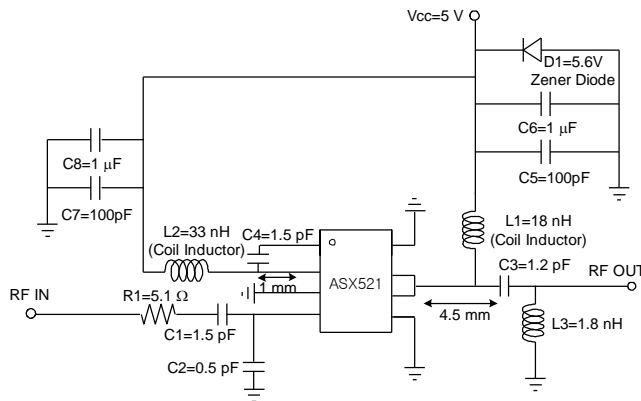 Vcc=5 V
D1=5.6V
Zener Diode
C6=1 μF
C8=1 μF
C5=100pF
C7=100pF
L2=33 nH
(Coil Inductor)
C4=1.5 pF
L1=18 nH
(Coil Inductor)
C3=1.2 pF
RF OUT
ASX521
1 mm
RF IN
R1=5.1 Ω
4.5 mm
C1=1.5 pF
L3=1.8 nH
C2=0.5 pF